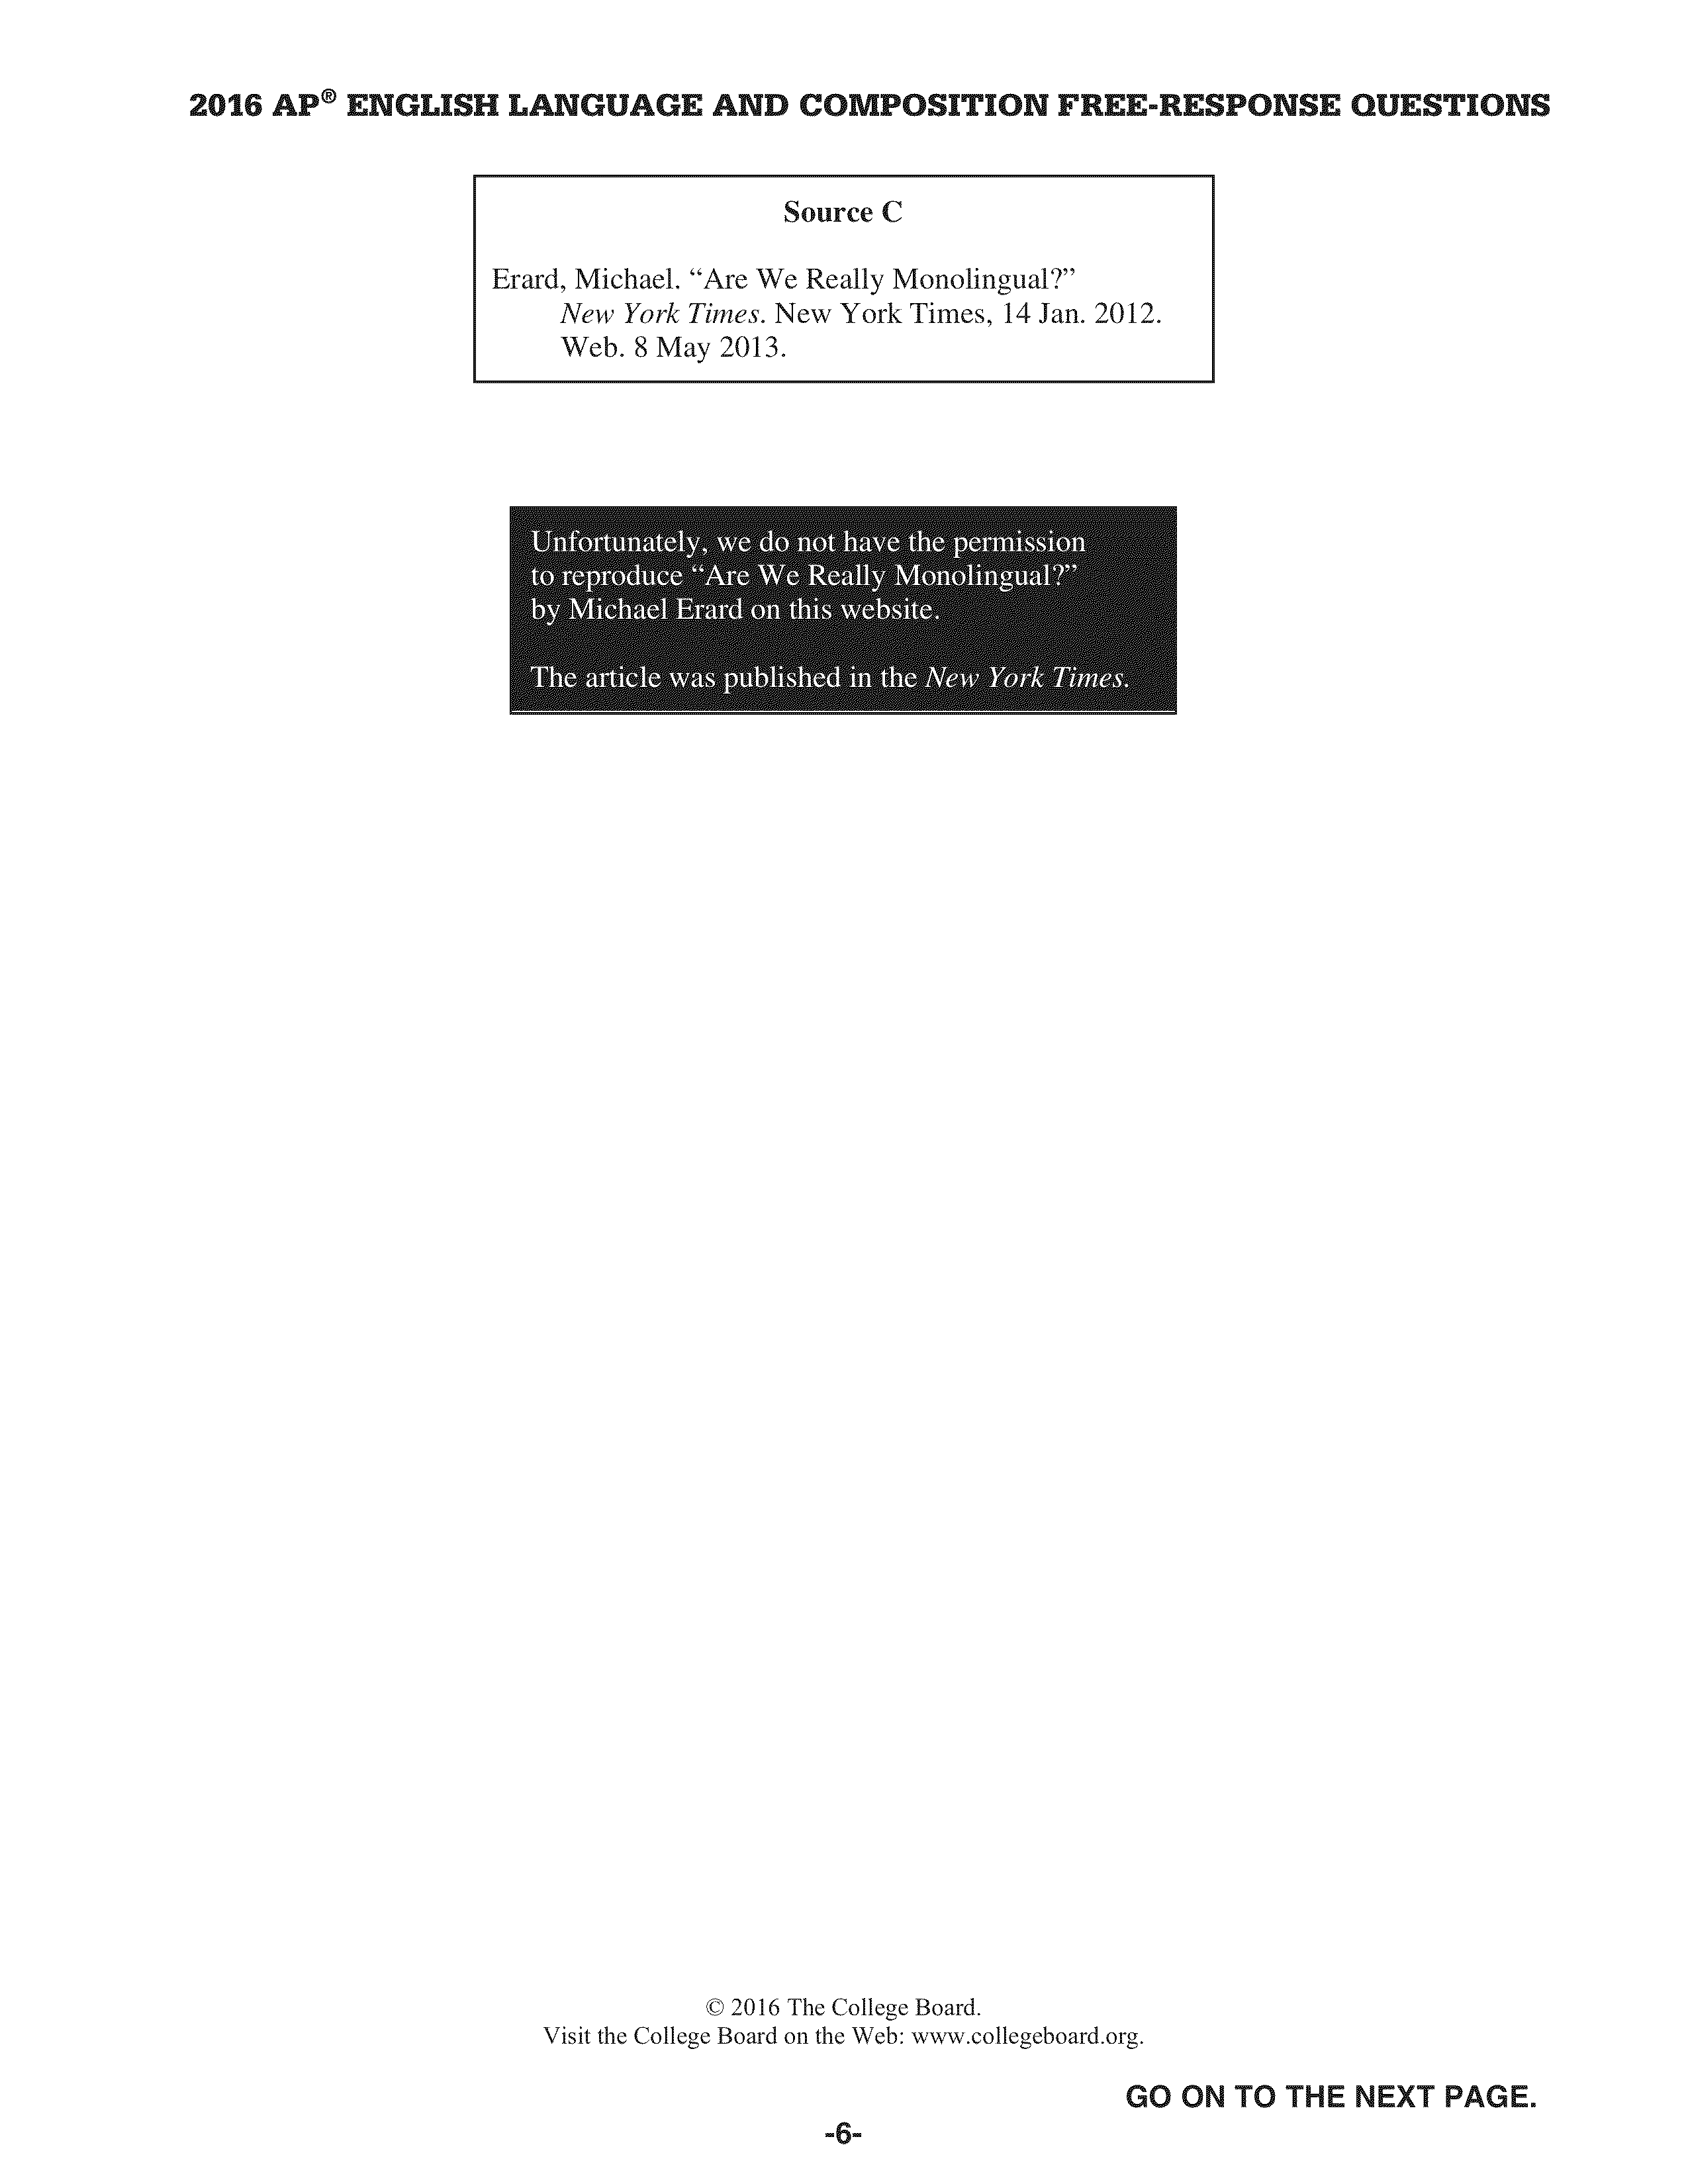 2016 AP® ENGLISH LANGUAGE AND COMPOSITION FREE-RESPONSE QUESTIONS
Source C
Erard, Michael. “Are We Really Monolingual?”
New York Times. New York Times, 14 Jan. 2012.
Web. 8 May 2013.
Unfortunately, we do not have the permission
to reproduce “Are We Really Monolingual?”
by Michael Erard on this website.
The article was published in the New York Times.
© 2016 The College Board.
Visit the College Board on the Web: www.collegeboard.org.
GO ON TO THE NEXT PAGE.
-6-